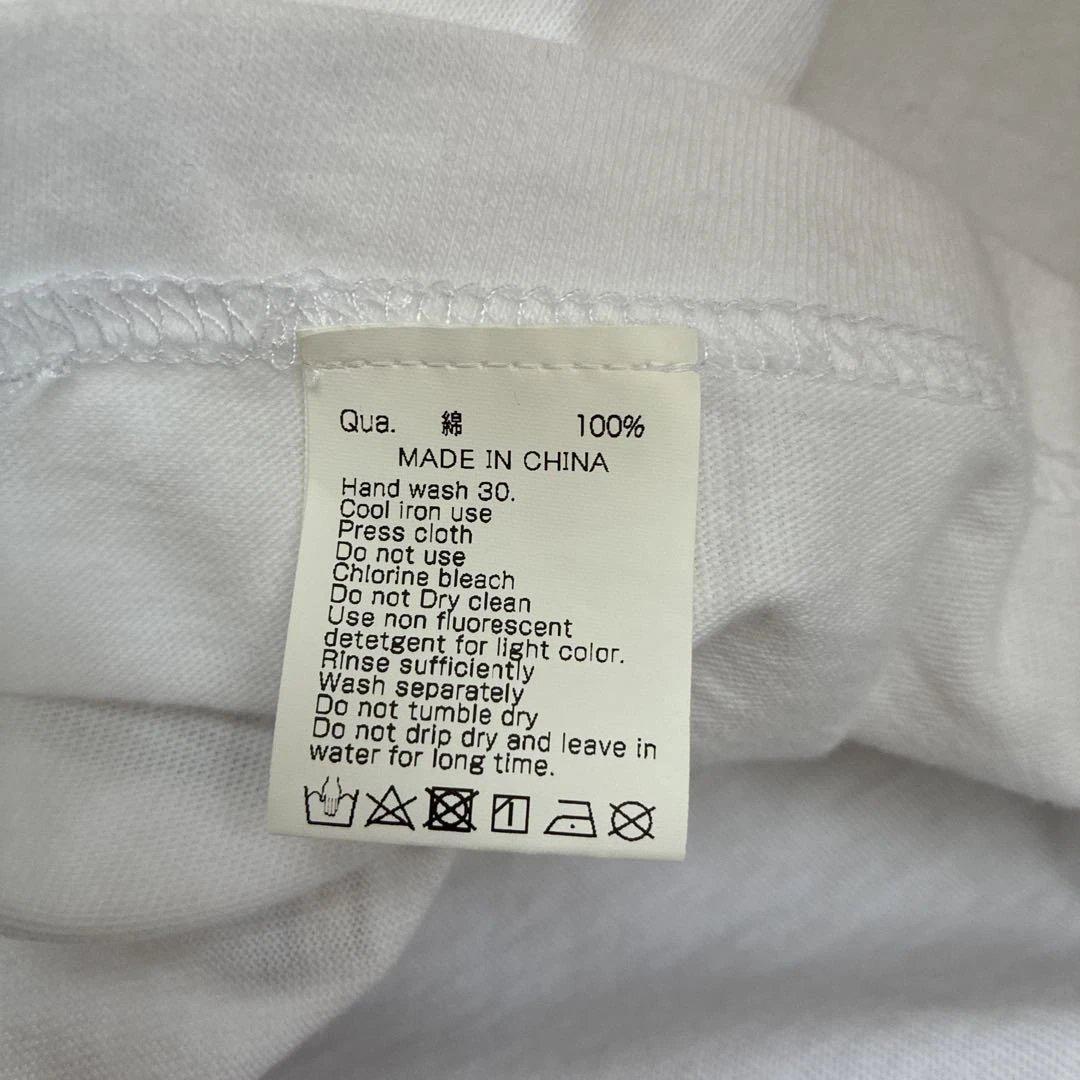 Qua. 綿 100%
MADE IN CHINA
Hand wash 30.
Cool iron use
Press cloth
Do not use
Chlorine bleach
Do not Dry clean
Use non fluorescent
detetgent for light color.
Rinse sufficiently
Wash separately
Do not tumble dry
Do not drip dry and leave in
water for long time.